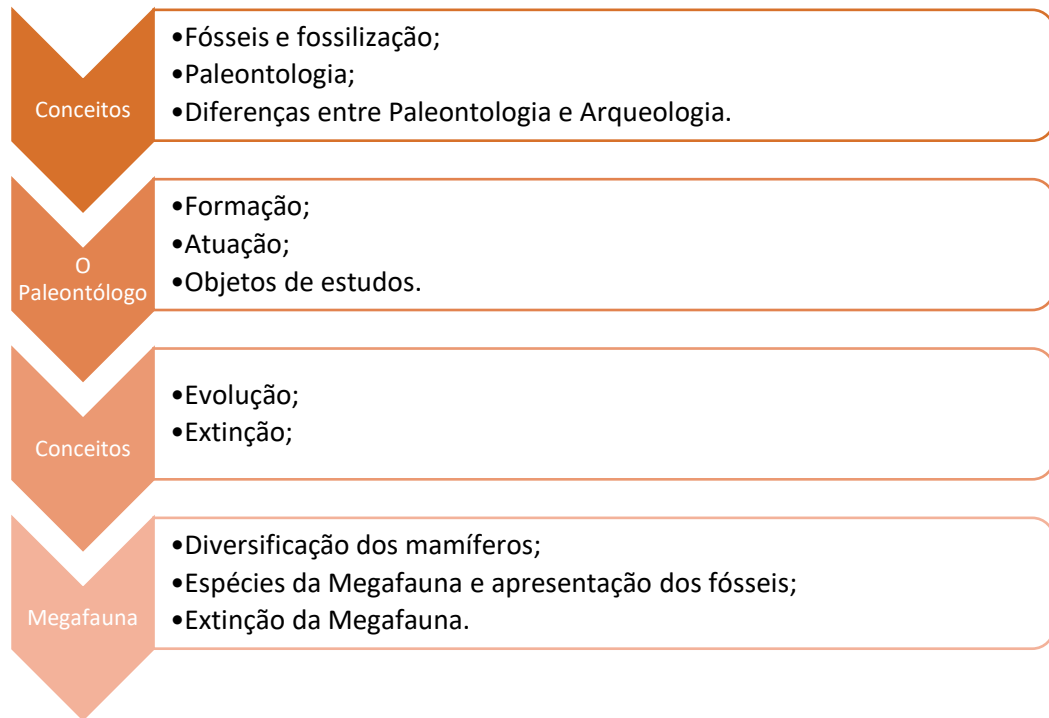 Conceitos
•Fósseis e fossilização;
•Paleontologia;
•Diferenças entre Paleontologia e Arqueologia.
O
Paleontólogo
•Formação;
•Atuação;
•Objetos de estudos.
Conceitos
•Evolução;
•Extinção;
Megafauna
•Diversificação dos mamíferos;
•Espécies da Megafauna e apresentação dos fósseis;
•Extinção da Megafauna.